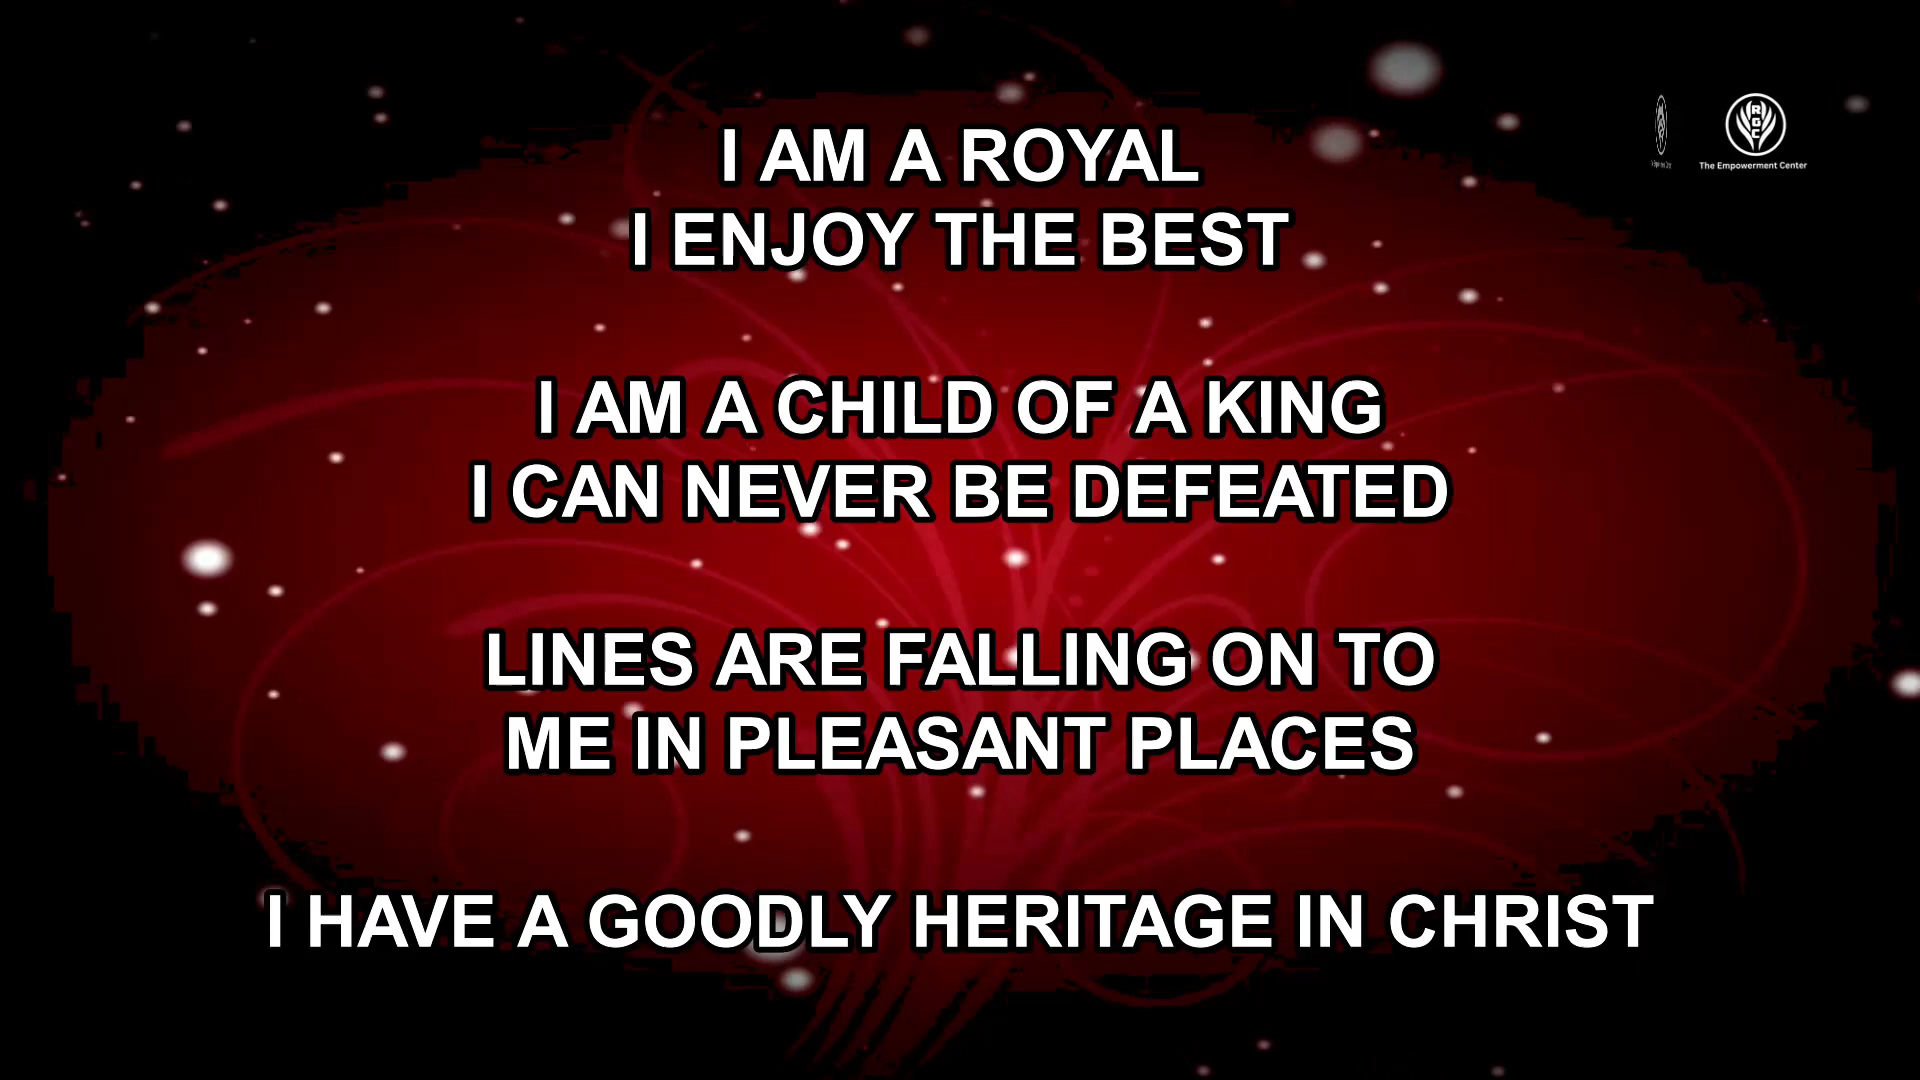 RGC
The Empowerment Center
I AM A ROYAL
I ENJOY THE BEST
I AM A CHILD OF A KING
I CAN NEVER BE DEFEATED
LINES ARE FALLING ON TO
ME IN PLEASANT PLACES
I HAVE A GOODLY HERITAGE IN CHRIST